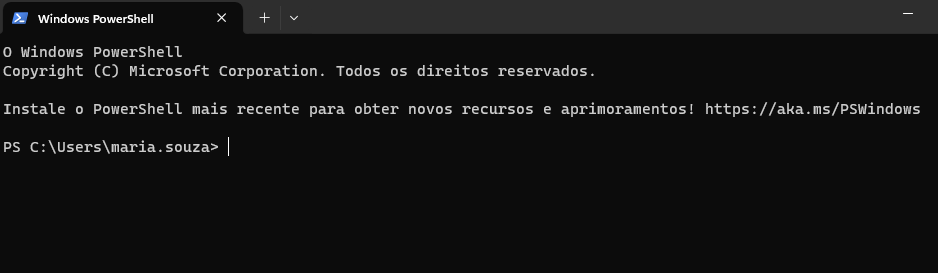 Windows PowerShell
O Windows PowerShell
Copyright (C) Microsoft Corporation. Todos os direitos reservados.
Instale o PowerShell mais recente para obter novos recursos e aprimoramentos! https://aka.ms/PSWindows
PS C:\Users\maria.souza>